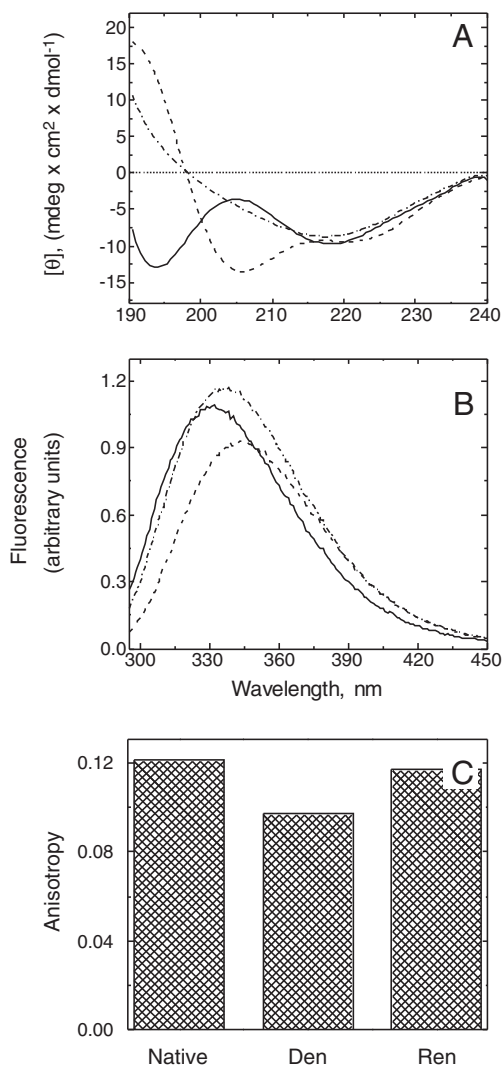 A
20
15
10
5
0
-5
-10
-15
[θ], (mdeg x cm² x dmol⁻¹)
190 200 210 220 230 240
B
1.2
0.9
0.6
0.3
0.0
Fluorescence
(arbitrary units)
300 330 360 390 420 450
Wavelength, nm
C
0.12
0.08
0.04
0.00
Anisotropy
Native Den Ren